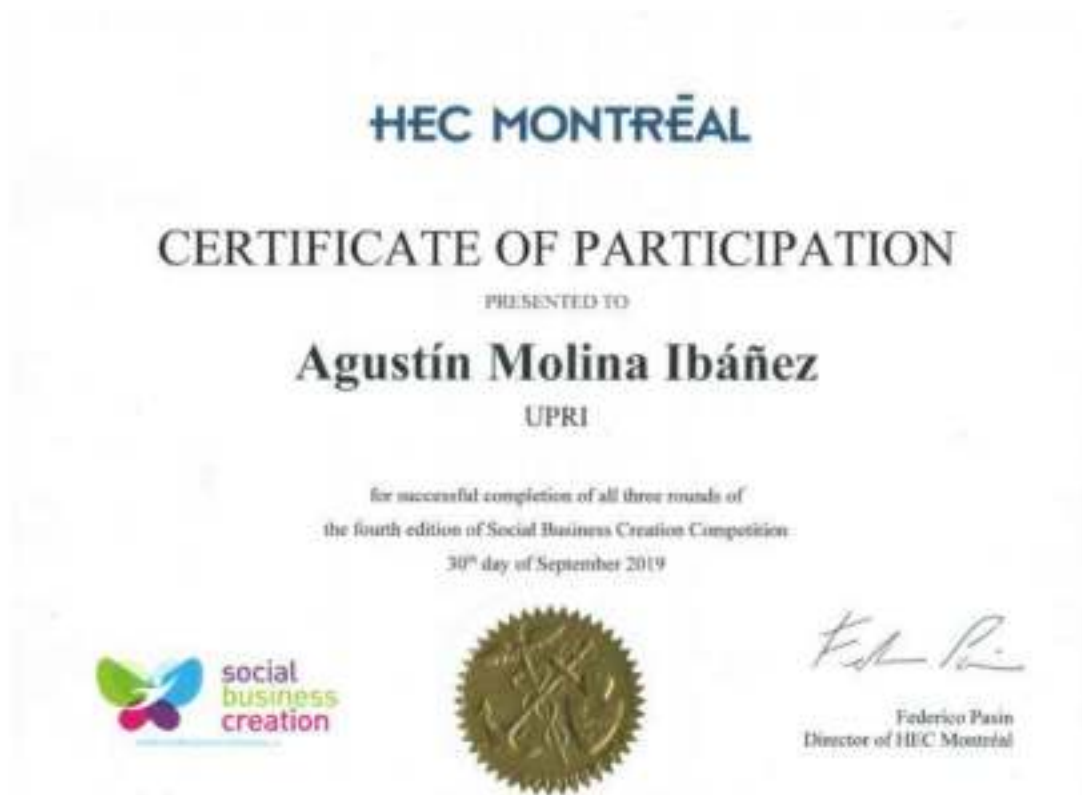 HEC MONTRÉAL
CERTIFICATE OF PARTICIPATION
PRESENTED TO
Agustín Molina Ibáñez
UPRI
for successful completion of all three rounds of
the fourth edition of Social Business Creation Competition
30th day of September 2019
social
business
creation
Federico Pasin
Director of HEC Montréal